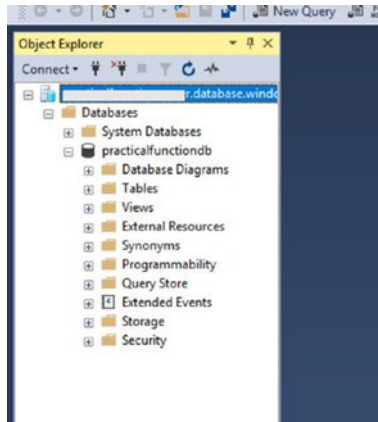 New Query
Object Explorer
Connect
r.database.windo
Databases
System Databases
practicalfunctiondb
Database Diagrams
Tables
Views
External Resources
Synonyms
Programmability
Query Store
Extended Events
Storage
Security